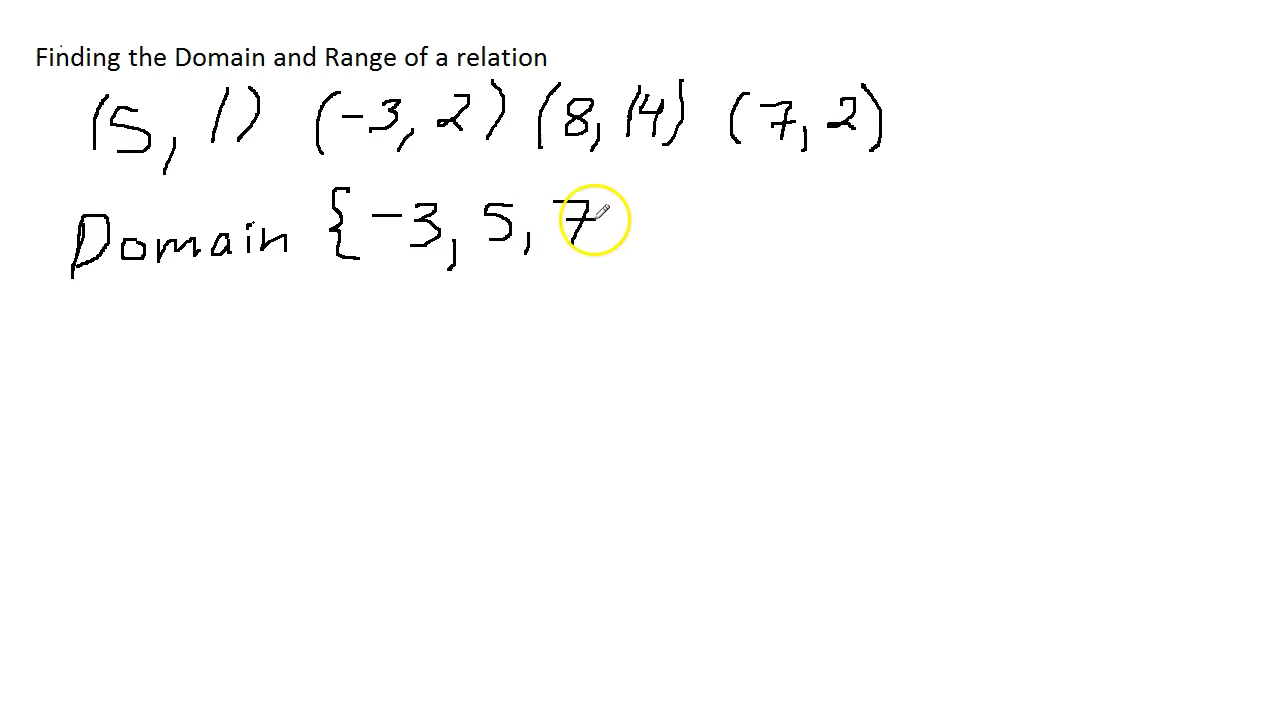 Finding the Domain and Range of a relation
(5, 1) (-3, 2) (8, 14) (7, 2)
Domain {-3, 5, 7